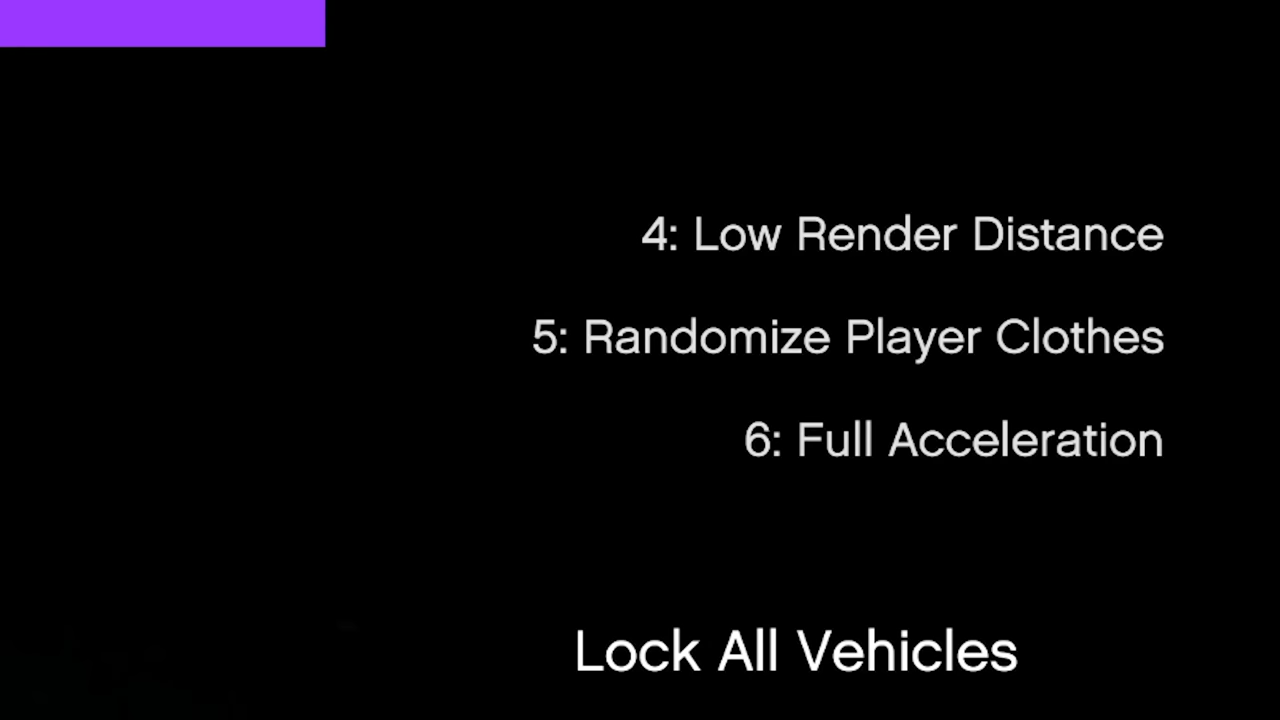 4: Low Render Distance
5: Randomize Player Clothes
6: Full Acceleration
Lock All Vehicles